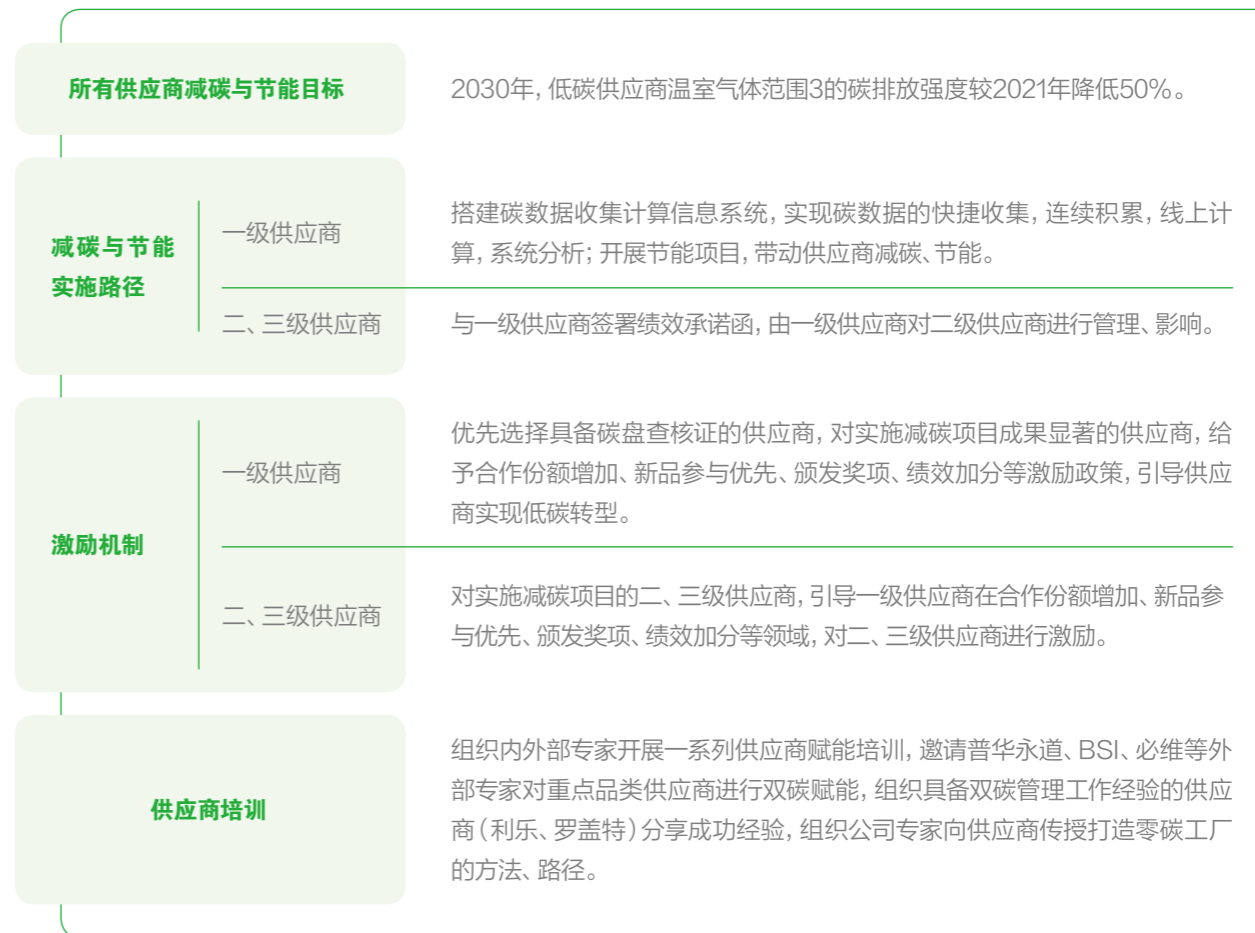 所有供应商减碳与节能目标
2030年，低碳供应商温室气体范围3的碳排放强度较2021年降低50%。
减碳与节能
实施路径
一级供应商
搭建碳数据收集计算信息系统，实现碳数据的快捷收集，连续积累，线上计
算，系统分析；开展节能项目，带动供应商减碳、节能。
二、三级供应商
与一级供应商签署绩效承诺函，由一级供应商对二级供应商进行管理、影响。
激励机制
一级供应商
优先选择具备碳盘查核证的供应商，对实施减碳项目成果显著的供应商，给
予合作份额增加、新品参与优先、颁发奖项、绩效加分等激励政策，引导供应
商实现低碳转型。
二、三级供应商
对实施减碳项目的二、三级供应商，引导一级供应商在合作份额增加、新品参
与优先、颁发奖项、绩效加分等领域，对二、三级供应商进行激励。
供应商培训
组织内外部专家开展一系列供应商赋能培训，邀请普华永道、BSI、必维等外
部专家对重点品类供应商进行双碳赋能，组织具备双碳管理工作经验的供应
商（利乐、罗盖特）分享成功经验，组织公司专家向供应商传授打造零碳工厂
的方法、路径。